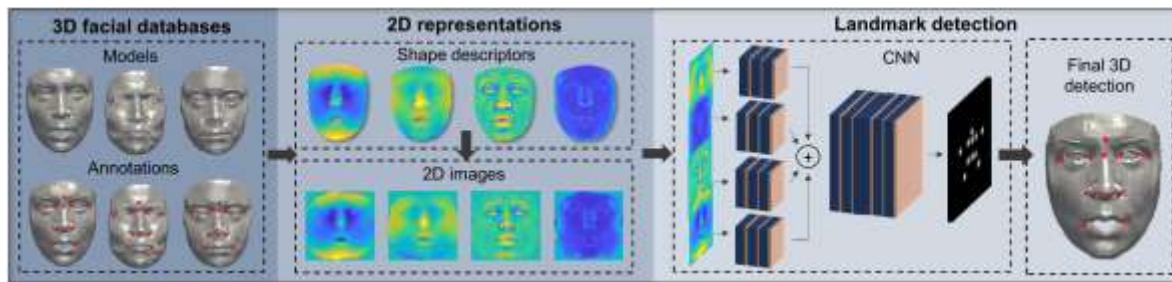 3D facial databases
Models
Annotations
2D representations
Shape descriptors
2D images
Landmark detection
CNN
+
Final 3D
detection